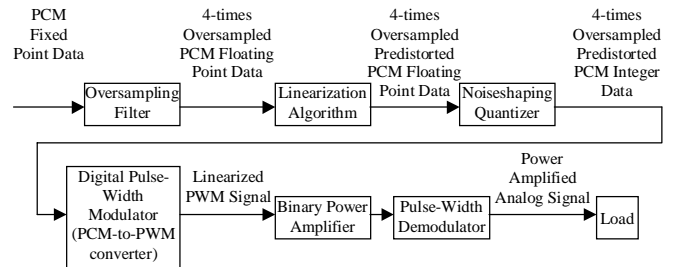 PCM
Fixed
Point Data
4-times
Oversampled
PCM Floating
Point Data
4-times
Oversampled
Predistorted
PCM Floating
Point Data
4-times
Oversampled
Predistorted
PCM Integer
Data
Oversampling
Filter
Linearization
Algorithm
Noiseshaping
Quantizer
Digital Pulse-
Width
Modulator
(PCM-to-PWM
converter)
Linearized
PWM Signal
Binary Power
Amplifier
Pulse-Width
Demodulator
Power
Amplified
Analog Signal
Load